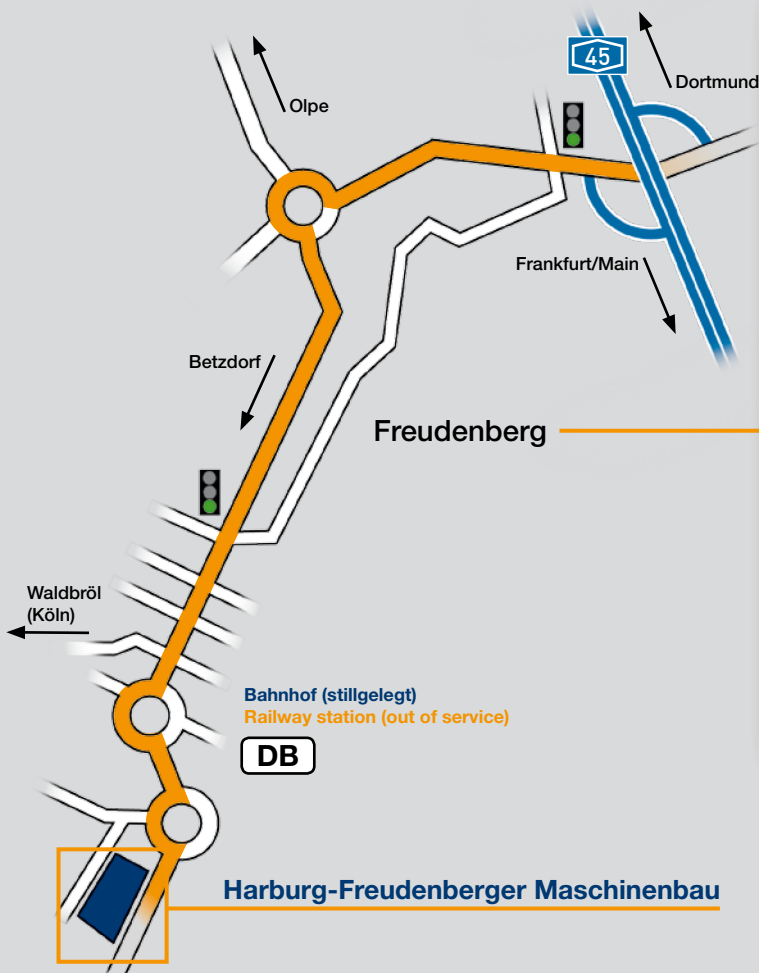 45
Dortmund
Olpe
Frankfurt/Main
Betzdorf
Freudenberg
Waldbröl
(Köln)
Bahnhof (stillgelegt)
Railway station (out of service)
DB
Harburg-Freudenberger Maschinenbau